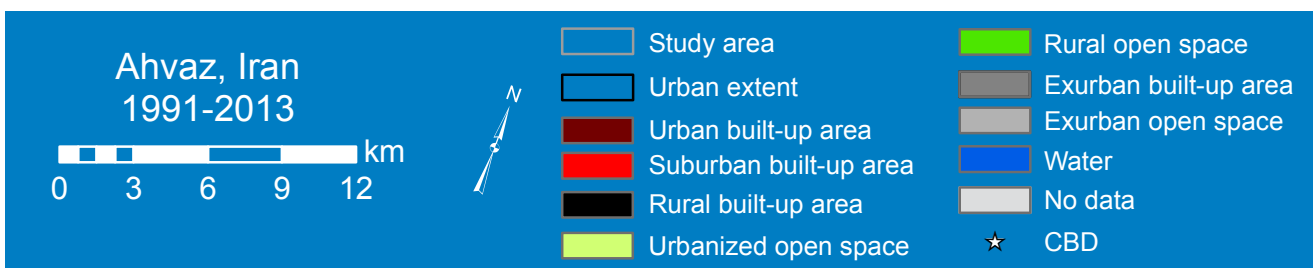 Ahvaz, Iran
1991-2013
km
0 3 6 9 12
N
Study area
Urban extent
Urban built-up area
Suburban built-up area
Rural built-up area
Urbanized open space
Rural open space
Exurban built-up area
Exurban open space
Water
No data
CBD